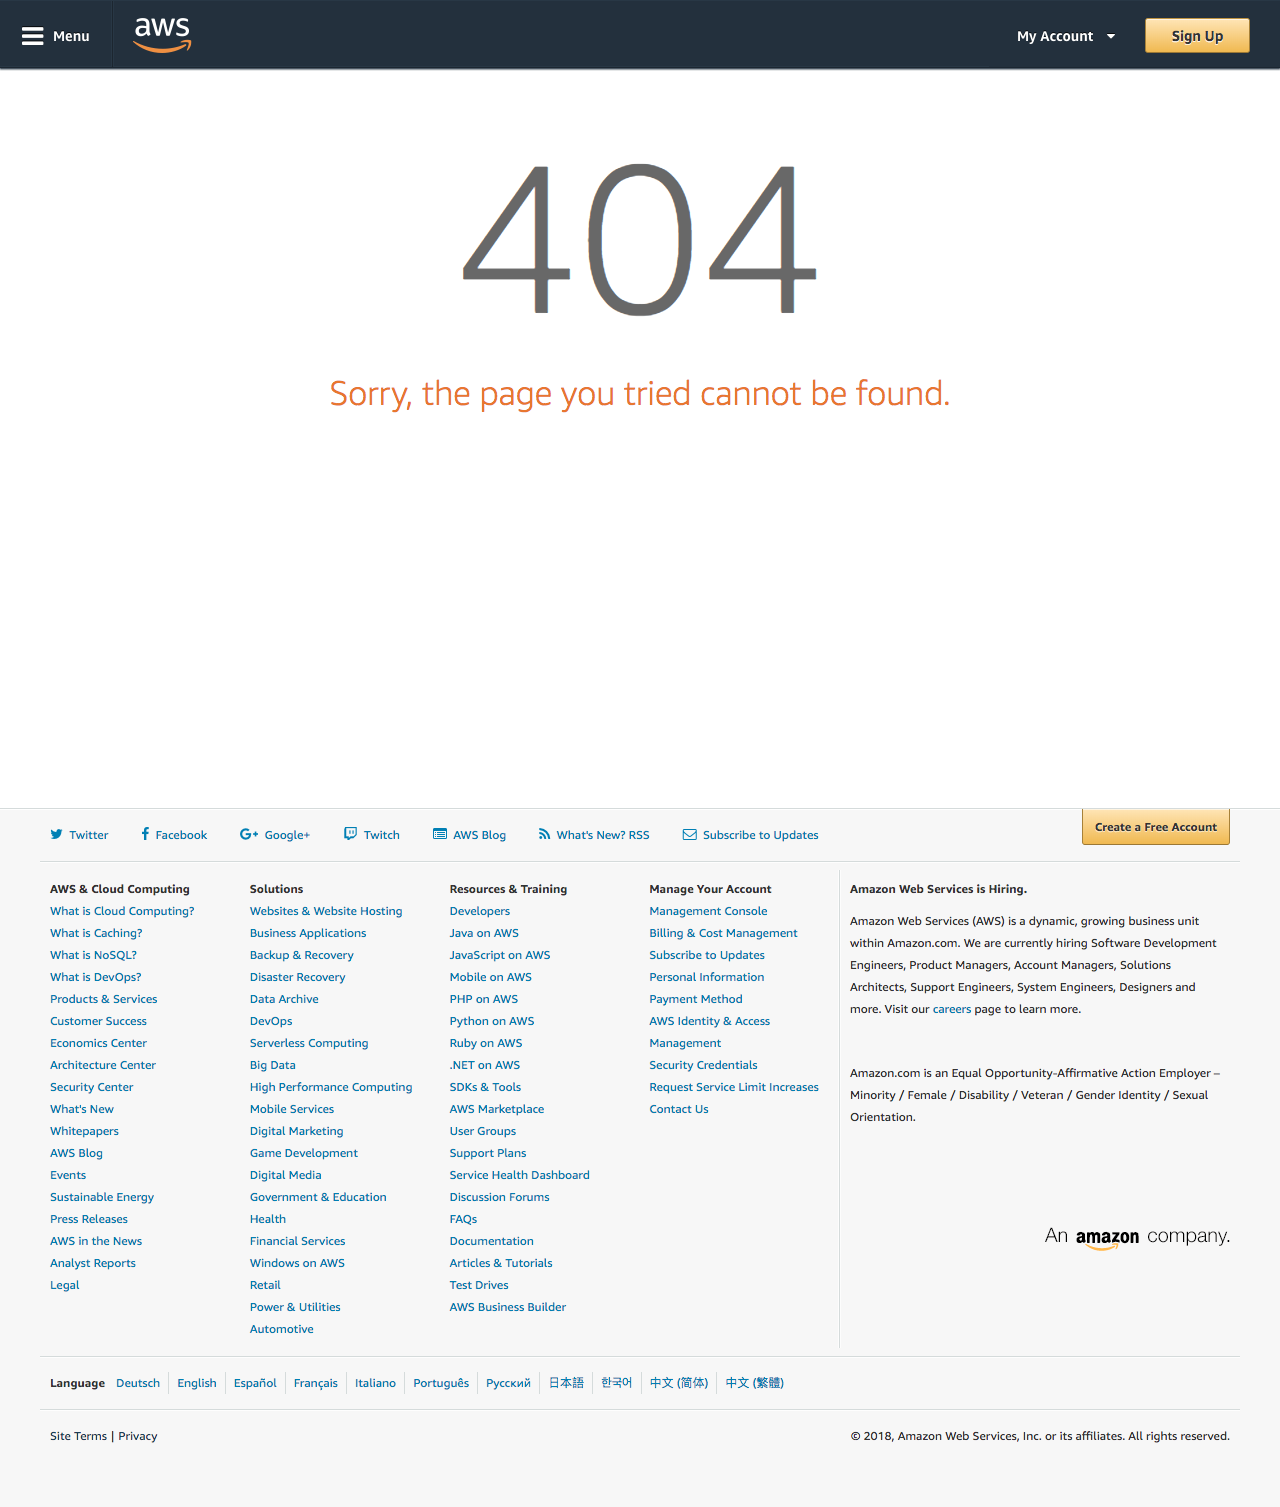 Menu
aws
My Account
Sign Up
404
Sorry, the page you tried cannot be found.
Twitter
Facebook
Google+
Twitch
AWS Blog
What's New? RSS
Subscribe to Updates
Create a Free Account
AWS & Cloud Computing
What is Cloud Computing?
What is Caching?
What is NoSQL?
What is DevOps?
Products & Services
Customer Success
Economics Center
Architecture Center
Security Center
What's New
Whitepapers
AWS Blog
Events
Sustainable Energy
Press Releases
AWS in the News
Analyst Reports
Legal
Solutions
Websites & Website Hosting
Business Applications
Backup & Recovery
Disaster Recovery
Data Archive
DevOps
Serverless Computing
Big Data
High Performance Computing
Mobile Services
Digital Marketing
Game Development
Digital Media
Government & Education
Health
Financial Services
Windows on AWS
Retail
Power & Utilities
Automotive
Resources & Training
Developers
Java on AWS
JavaScript on AWS
Mobile on AWS
PHP on AWS
Python on AWS
Ruby on AWS
.NET on AWS
SDKs & Tools
AWS Marketplace
User Groups
Support Plans
Service Health Dashboard
Discussion Forums
FAQs
Documentation
Articles & Tutorials
Test Drives
AWS Business Builder
Manage Your Account
Management Console
Billing & Cost Management
Subscribe to Updates
Personal Information
Payment Method
AWS Identity & Access
Management
Security Credentials
Request Service Limit Increases
Contact Us
Amazon Web Services is Hiring.
Amazon Web Services (AWS) is a dynamic, growing business unit
within Amazon.com. We are currently hiring Software Development
Engineers, Product Managers, Account Managers, Solutions
Architects, Support Engineers, System Engineers, Designers and
more. Visit our careers page to learn more.
Amazon.com is an Equal Opportunity-Affirmative Action Employer –
Minority / Female / Disability / Veteran / Gender Identity / Sexual
Orientation.
An amazon company.
Language Deutsch English Español Français Italiano Português Русский 日本語 한국어 中文 (简体) 中文 (繁體)
Site Terms | Privacy
© 2018, Amazon Web Services, Inc. or its affiliates. All rights reserved.